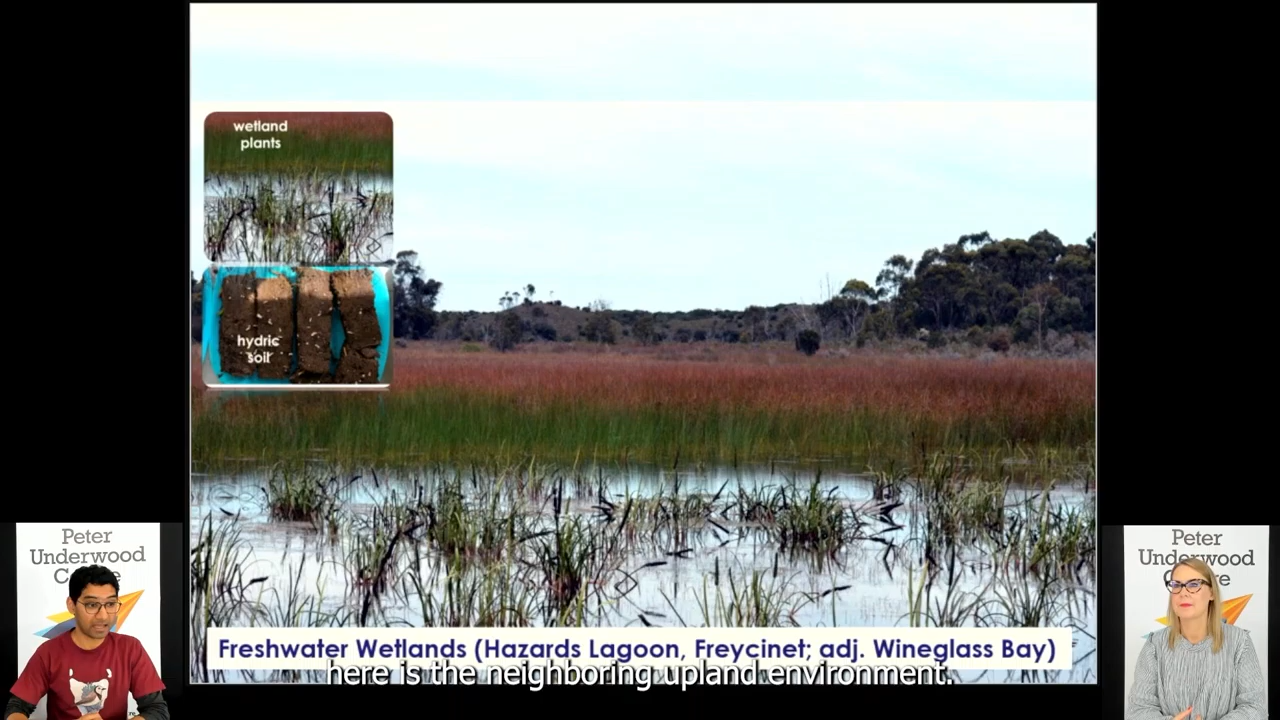 wetland
plants
hydric
soil
Freshwater Wetlands (Hazards Lagoon, Freycinet; adj. Wineglass Bay)
here is the neighboring upland environment.
Peter
Underwood
Peter
Underwood